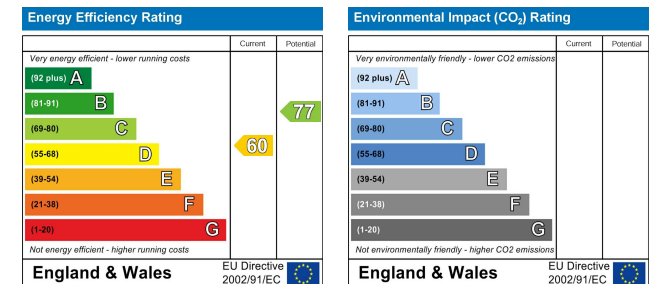 Energy Efficiency Rating
Current Potential
Very energy efficient - lower running costs
(92 plus) A
(81-91) B
77
(69-80) C
60
(55-68) D
(39-54) E
(21-38) F
(1-20) G
Not energy efficient - higher running costs
England & Wales
EU Directive
2002/91/EC
Environmental Impact (CO₂) Rating
Current Potential
Very environmentally friendly - lower CO2 emissions
(92 plus) A
(81-91) B
(69-80) C
(55-68) D
(39-54) E
(21-38) F
(1-20) G
Not environmentally friendly - higher CO2 emissions
England & Wales
EU Directive
2002/91/EC